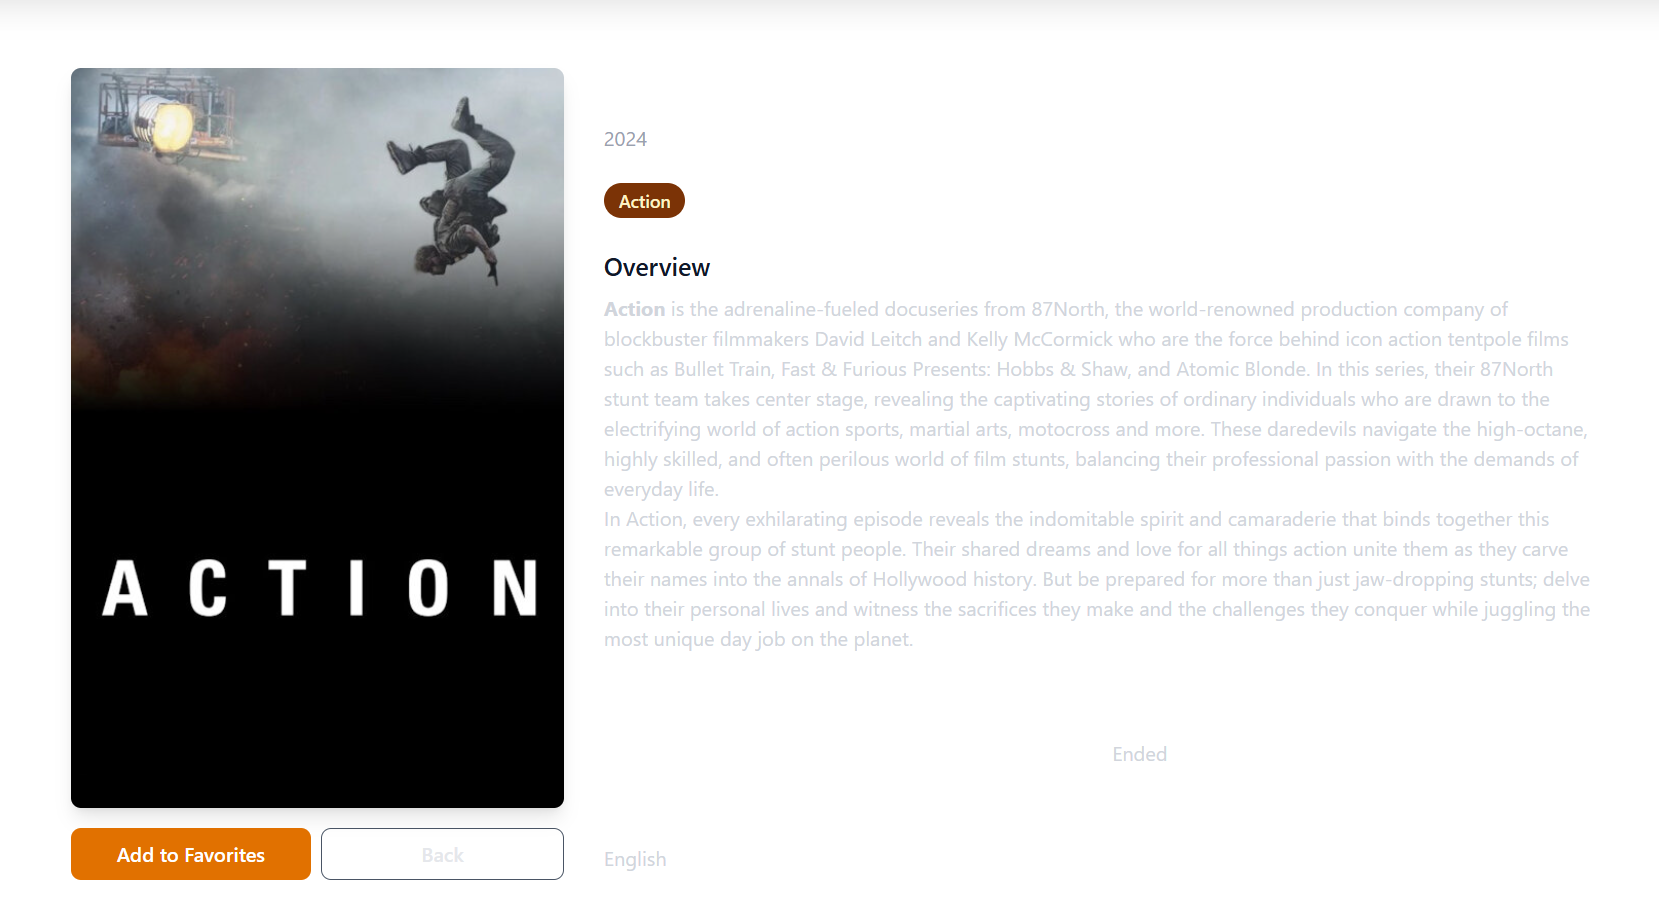 ACTION
Add to Favorites
Back
2024
Action
Overview
Action is the adrenaline-fueled docuseries from 87North, the world-renowned production company of
blockbuster filmmakers David Leitch and Kelly McCormick who are the force behind icon action tentpole films
such as Bullet Train, Fast & Furious Presents: Hobbs & Shaw, and Atomic Blonde. In this series, their 87North
stunt team takes center stage, revealing the captivating stories of ordinary individuals who are drawn to the
electrifying world of action sports, martial arts, motocross and more. These daredevils navigate the high-octane,
highly skilled, and often perilous world of film stunts, balancing their professional passion with the demands of
everyday life.
In Action, every exhilarating episode reveals the indomitable spirit and camaraderie that binds together this
remarkable group of stunt people. Their shared dreams and love for all things action unite them as they carve
their names into the annals of Hollywood history. But be prepared for more than just jaw-dropping stunts; delve
into their personal lives and witness the sacrifices they make and the challenges they conquer while juggling the
most unique day job on the planet.
Ended
English